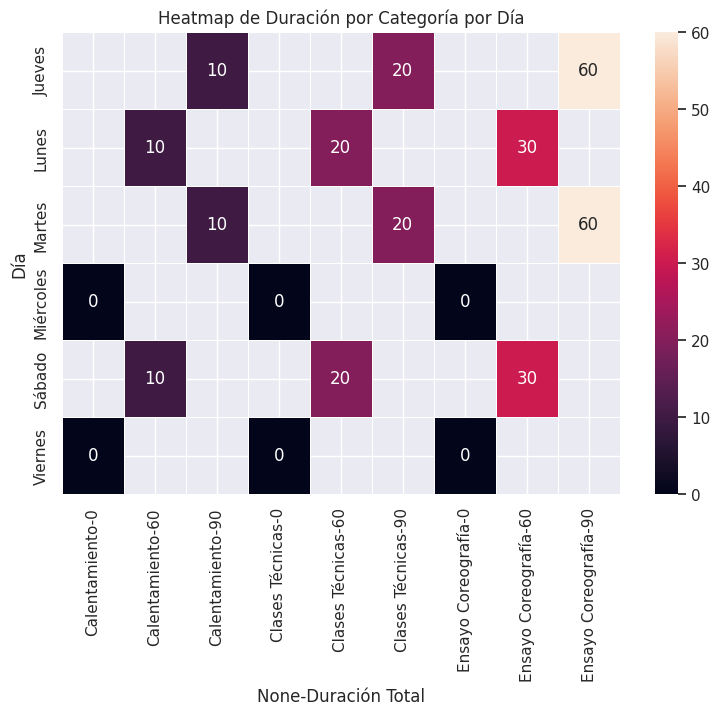 Heatmap de Duración por Categoría por Día
Día
Jueves
10
20
60
Lunes
10
20
30
Martes
10
20
60
Miércoles
0
0
0
Sábado
10
20
30
Viernes
0
0
0
Calentamiento-0
Calentamiento-60
Calentamiento-90
Clases Técnicas-0
Clases Técnicas-60
Clases Técnicas-90
Ensayo Coreografía-0
Ensayo Coreografía-60
Ensayo Coreografía-90
None-Duración Total
60
50
40
30
20
10
0